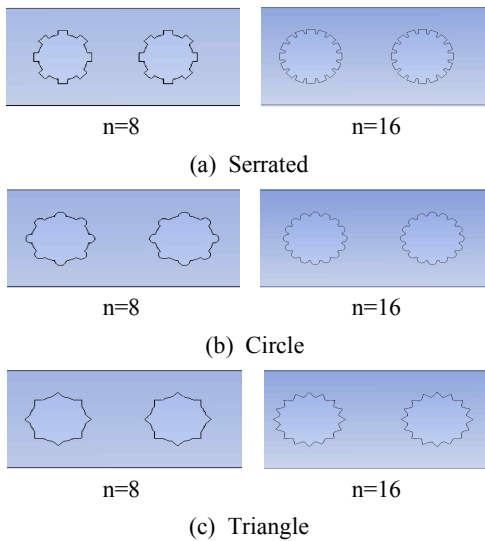 n=8 n=16
(a) Serrated
n=8 n=16
(b) Circle
n=8 n=16
(c) Triangle